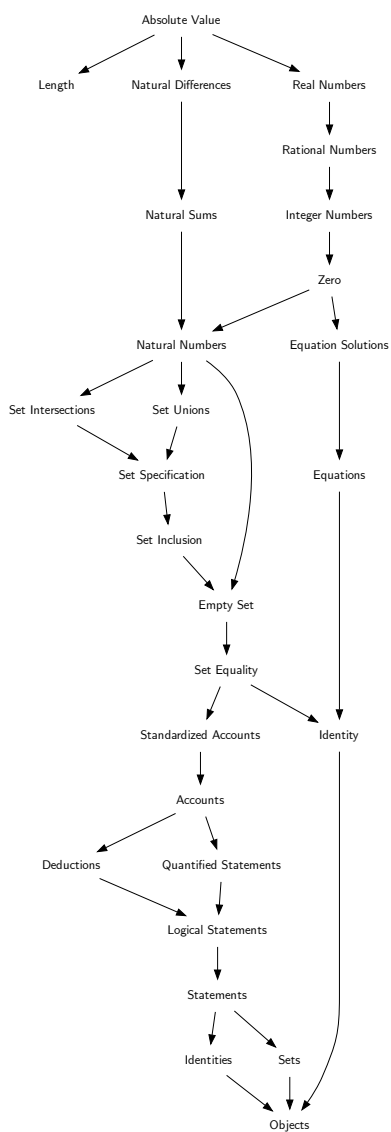 Absolute Value
Length
Natural Differences
Real Numbers
Rational Numbers
Natural Sums
Integer Numbers
Zero
Natural Numbers
Equation Solutions
Set Intersections
Set Unions
Set Specification
Equations
Set Inclusion
Empty Set
Set Equality
Standardized Accounts
Identity
Accounts
Deductions
Quantified Statements
Logical Statements
Statements
Identities
Sets
Objects